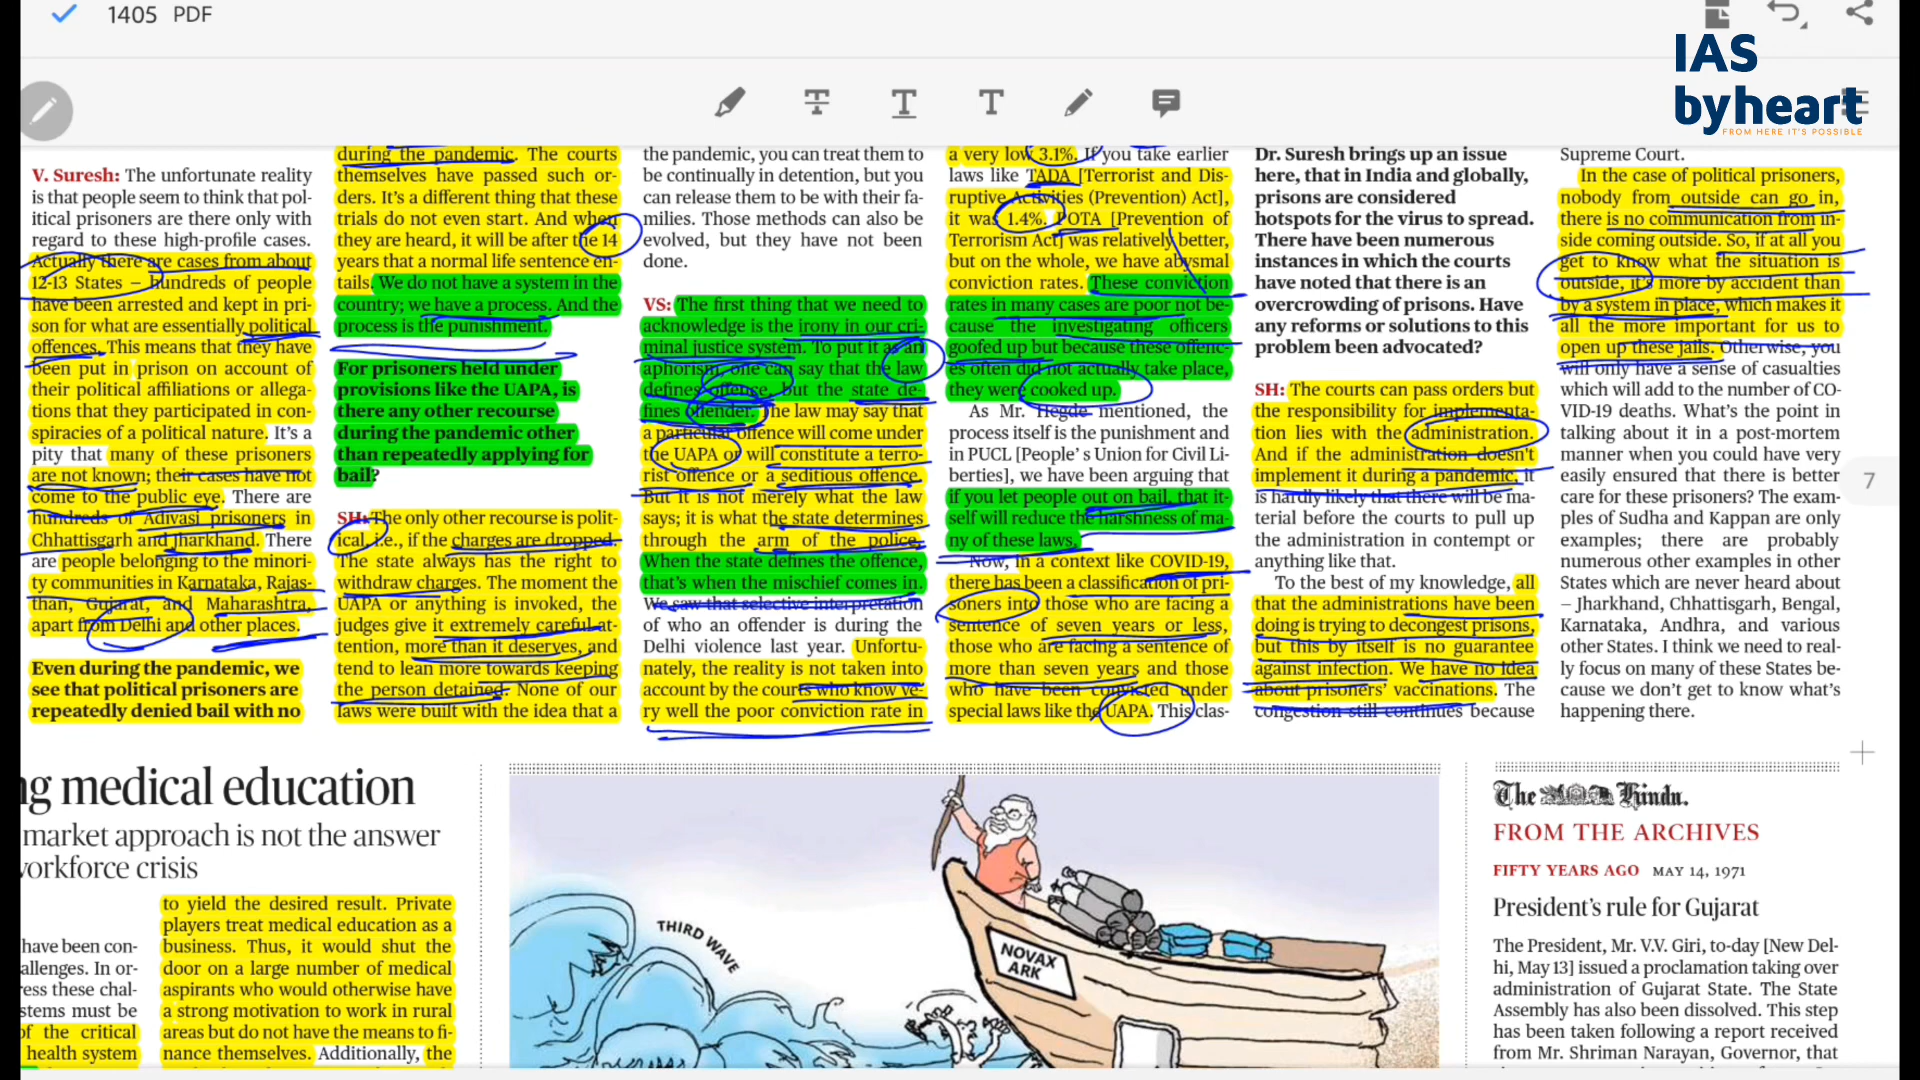 1405 PDF
IAS
byheart
FROM HERE IT'S POSSIBLE
V. Suresh: The unfortunate reality
is that people seem to think that pol-
itical prisoners are there only with
regard to these high-profile cases.
Actually there are cases from about
12-13 States – hundreds of people
have been arrested and kept in pri-
son for what are essentially political
offences. This means that they have
been put in prison on account of
their political affiliations or allega-
tions that they participated in con-
spiracies of a political nature. It's a
pity that many of these prisoners
are not known; their cases have not
come to the public eye. There are
hundreds of Adivasi prisoners in
Chhattisgarh and Jharkhand. There
are people belonging to the minori-
ty communities in Karnataka, Rajas-
than, Gujarat, and Maharashtra,
apart from Delhi and other places.
Even during the pandemic, we
see that political prisoners are
repeatedly denied bail with no
during the pandemic. The courts
themselves have passed such or-
ders. It's a different thing that these
trials do not even start. And when
they are heard, it will be after the 14
years that a normal life sentence en-
tails. We do not have a system in the
country; we have a process. And the
process is the punishment.
For prisoners held under
provisions like the UAPA, is
there any other recourse
during the pandemic other
than repeatedly applying for
bail?
SH: The only other recourse is polit-
ical, i.e., if the charges are dropped.
The state always has the right to
withdraw charges. The moment the
UAPA or anything is invoked, the
judges give it extremely careful at-
tention, more than it deserves, and
tend to lean more towards keeping
the person detained. None of our
laws were built with the idea that a
the pandemic, you can treat them to
be continually in detention, but you
can release them to be with their fa-
milies. Those methods can also be
evolved, but they have not been
done.
VS: The first thing that we need to
acknowledge is the irony in our cri-
minal justice system. To put it as an
aphorism, one can say that the law
defines offence, but the state de-
fines offender. The law may say that
a particular offence will come under
the UAPA or will constitute a terro-
rist offence or a seditious offence.
But it is not merely what the law
says; it is what the state determines
through the arm of the police.
When the state defines the offence,
that's when the mischief comes in.
We saw that selective interpretation
of who an offender is during the
Delhi violence last year. Unfortu-
nately, the reality is not taken into
account by the courts who know ve-
ry well the poor conviction rate in
a very low 3.1%. If you take earlier
laws like TADA [Terrorist and Dis-
ruptive Activities (Prevention) Act],
it was 1.4%. POTA [Prevention of
Terrorism Act] was relatively better,
but on the whole, we have abysmal
conviction rates. These conviction
rates in many cases are poor not be-
cause the investigating officers
goofed up but because these offenc-
es often did not actually take place,
they were cooked up.
As Mr. Hegde mentioned, the
process itself is the punishment and
in PUCL [People' s Union for Civil Li-
berties], we have been arguing that
if you let people out on bail, that it-
self will reduce the harshness of ma-
ny of these laws.
Now, in a context like COVID-19,
there has been a classification of pri-
soners into those who are facing a
sentence of seven years or less,
those who are facing a sentence of
more than seven years and those
who have been convicted under
special laws like the UAPA. This clas-
Dr. Suresh brings up an issue
here, that in India and globally,
prisons are considered
hotspots for the virus to spread.
There have been numerous
instances in which the courts
have noted that there is an
overcrowding of prisons. Have
any reforms or solutions to this
problem been advocated?
SH: The courts can pass orders but
the responsibility for implementa-
tion lies with the administration.
And if the administration doesn't
implement it during a pandemic, it
is hardly likely that there will be ma-
terial before the courts to pull up
the administration in contempt or
anything like that.
To the best of my knowledge, all
that the administrations have been
doing is trying to decongest prisons,
but this by itself is no guarantee
against infection. We have no idea
about prisoners' vaccinations. The
congestion still continues because
Supreme Court.
In the case of political prisoners,
nobody from outside can go in,
there is no communication from in-
side coming outside. So, if at all you
get to know what the situation is
outside, it's more by accident than
by a system in place, which makes it
all the more important for us to
open up these jails. Otherwise, you
will only have a sense of casualties
which will add to the number of CO-
VID-19 deaths. What's the point in
talking about it in a post-mortem
manner when you could have very
easily ensured that there is better
care for these prisoners? The exam-
ples of Sudha and Kappan are only
examples; there are probably
numerous other examples in other
States which are never heard about
– Jharkhand, Chhattisgarh, Bengal,
Karnataka, Andhra, and various
other States. I think we need to real-
ly focus on many of these States be-
cause we don't get to know what's
happening there.
7
ng medical education
market approach is not the answer
workforce crisis
have been con-
allenges. In or-
ress these chal-
stems must be
of the critical
health system
to yield the desired result. Private
players treat medical education as a
business. Thus, it would shut the
door on a large number of medical
aspirants who would otherwise have
a strong motivation to work in rural
areas but do not have the means to fi-
nance themselves. Additionally, the
THIRD WAVE
NOVAX
ARK
The Hindu.
FROM THE ARCHIVES
FIFTY YEARS AGO MAY 14, 1971
President's rule for Gujarat
The President, Mr. V.V. Giri, to-day [New Del-
hi, May 13] issued a proclamation taking over
administration of Gujarat State. The State
Assembly has also been dissolved. This step
has been taken following a report received
from Mr. Shriman Narayan, Governor, that